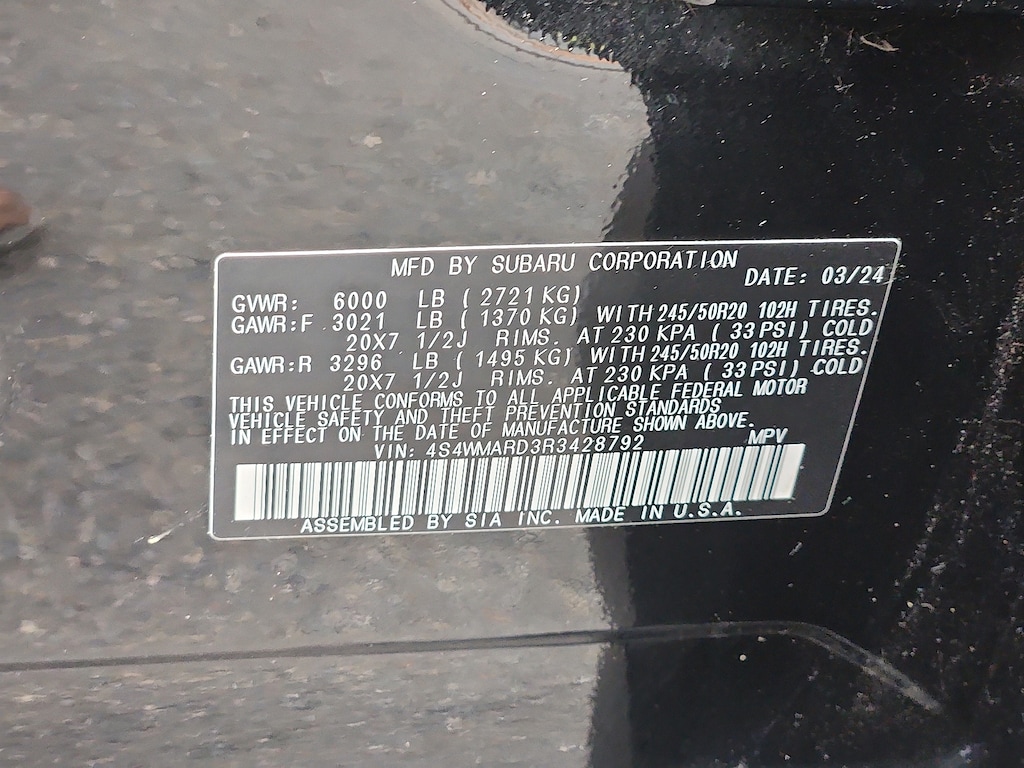 MFD BY SUBARU CORPORATION
DATE: 03/24
GVWR: 6000 LB ( 2721 KG)
GAWR:F 3021 LB ( 1370 KG) WITH 245/50R20 102H TIRES.
20X7 1/2J RIMS. AT 230 KPA ( 33 PSI) COLD
GAWR:R 3296 LB ( 1495 KG) WITH 245/50R20 102H TIRES.
20X7 1/2J RIMS. AT 230 KPA ( 33 PSI) COLD
THIS VEHICLE CONFORMS TO ALL APPLICABLE FEDERAL MOTOR
VEHICLE SAFETY AND THEFT PREVENTION STANDARDS
IN EFFECT ON THE DATE OF MANUFACTURE SHOWN ABOVE.
VIN: 4S4WMARD3R3428792 MPV
ASSEMBLED BY SIA INC. MADE IN U.S.A.